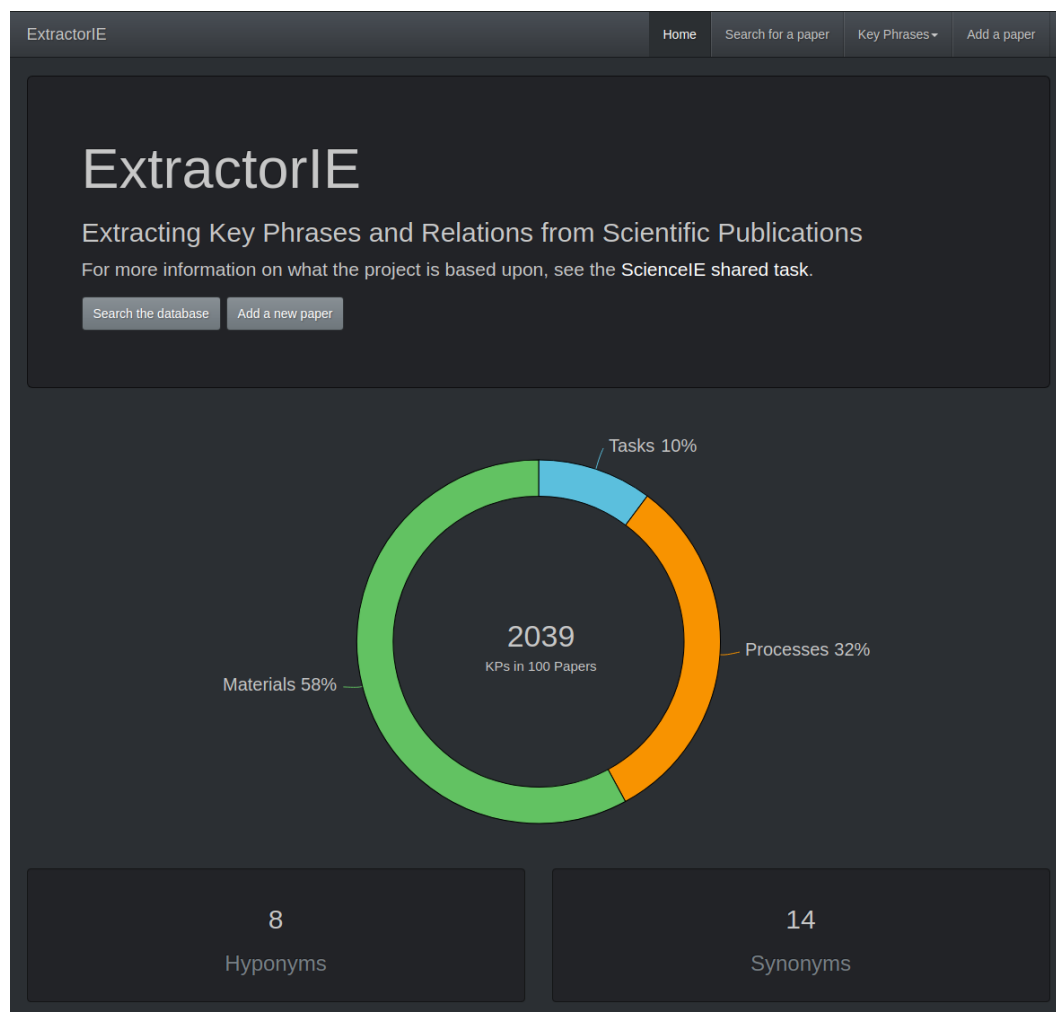 ExtractorIE
Home
Search for a paper
Key Phrases
Add a paper
ExtractorIE
Extracting Key Phrases and Relations from Scientific Publications
For more information on what the project is based upon, see the ScienceIE shared task.
Search the database
Add a new paper
Tasks 10%
2039
KPs in 100 Papers
Processes 32%
Materials 58%
8
Hyponyms
14
Synonyms